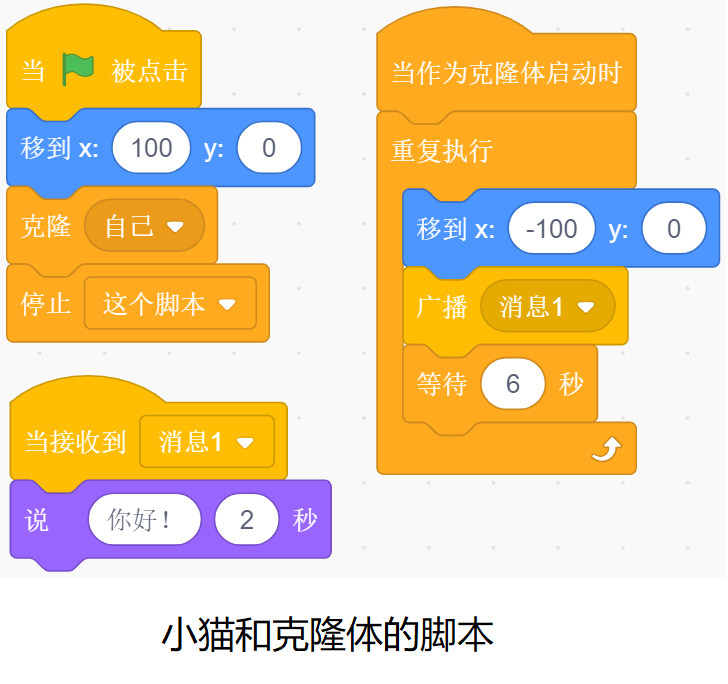 当 被点击
移到 x: 100 y: 0
克隆 自己
停止 这个脚本
当接收到 消息1
说 你好！ 2 秒
当作为克隆体启动时
重复执行
移到 x: -100 y: 0
广播 消息1
等待 6 秒
小猫和克隆体的脚本